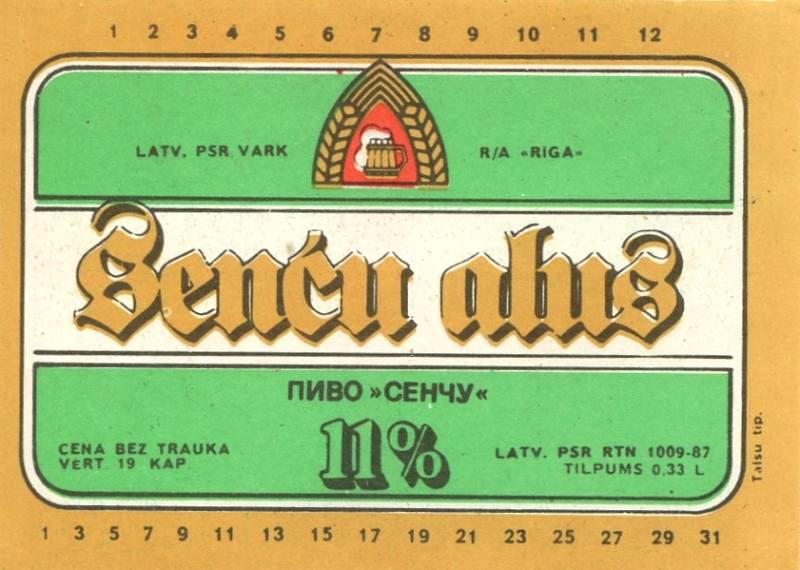 1 2 3 4 5 6 7 8 9 10 11 12
LATV. PSR VARK
R/A «RIGA»
Senču alus
ПИВО »СЕНЧУ«
11%
CENA BEZ TRAUKA
VĒRT. 19 KAP.
LATV. PSR RTN 1009-87
TILPUMS 0,33 L
Talsu tip.
1 3 5 7 9 11 13 15 17 19 21 23 25 27 29 31